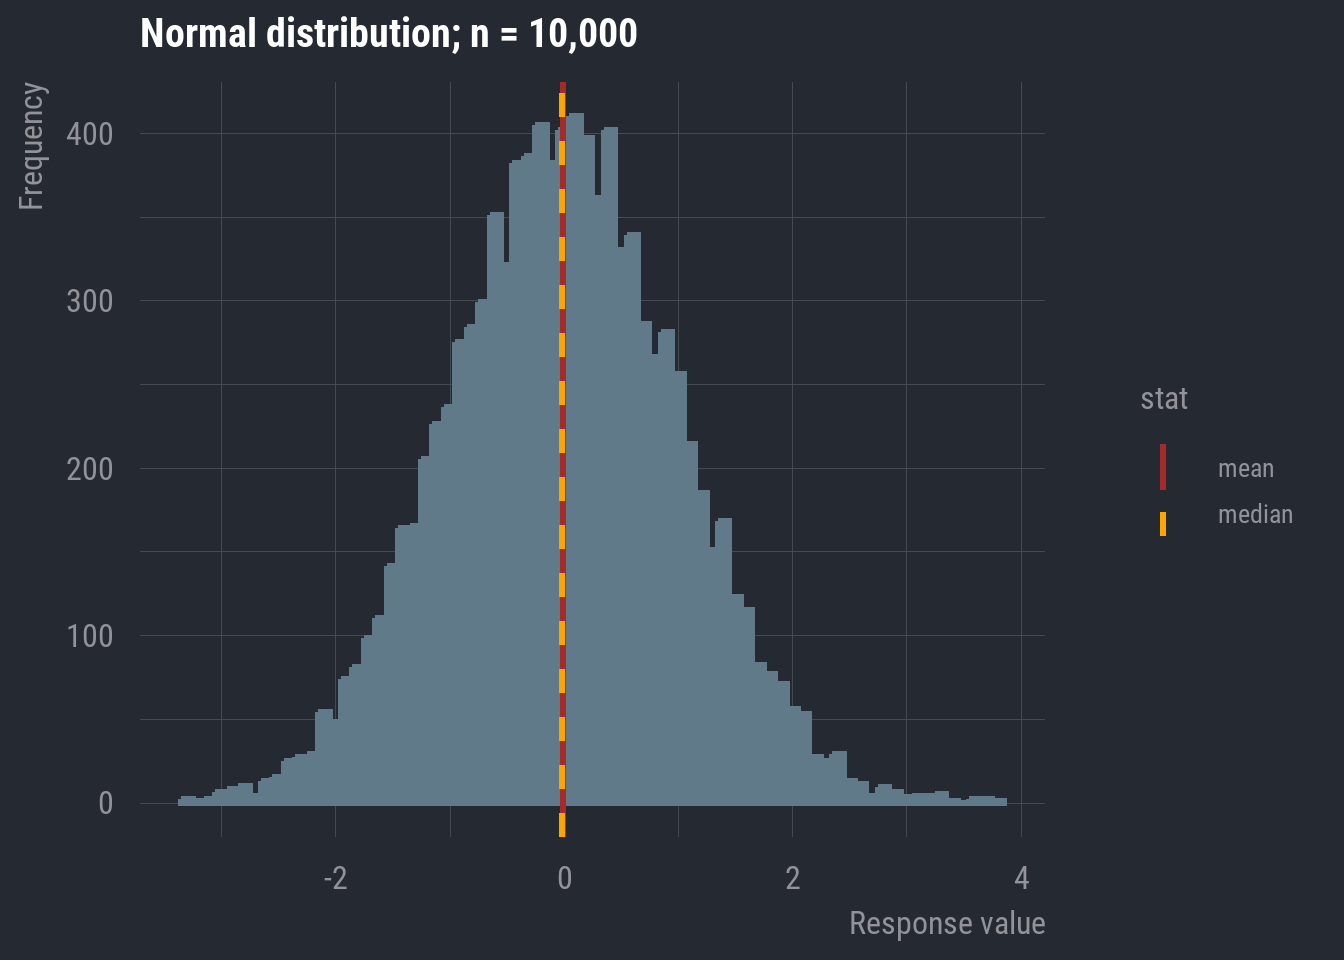 Normal distribution; n = 10,000
Frequency
400
300
200
100
0
-2
0
2
4
Response value
stat
mean
median